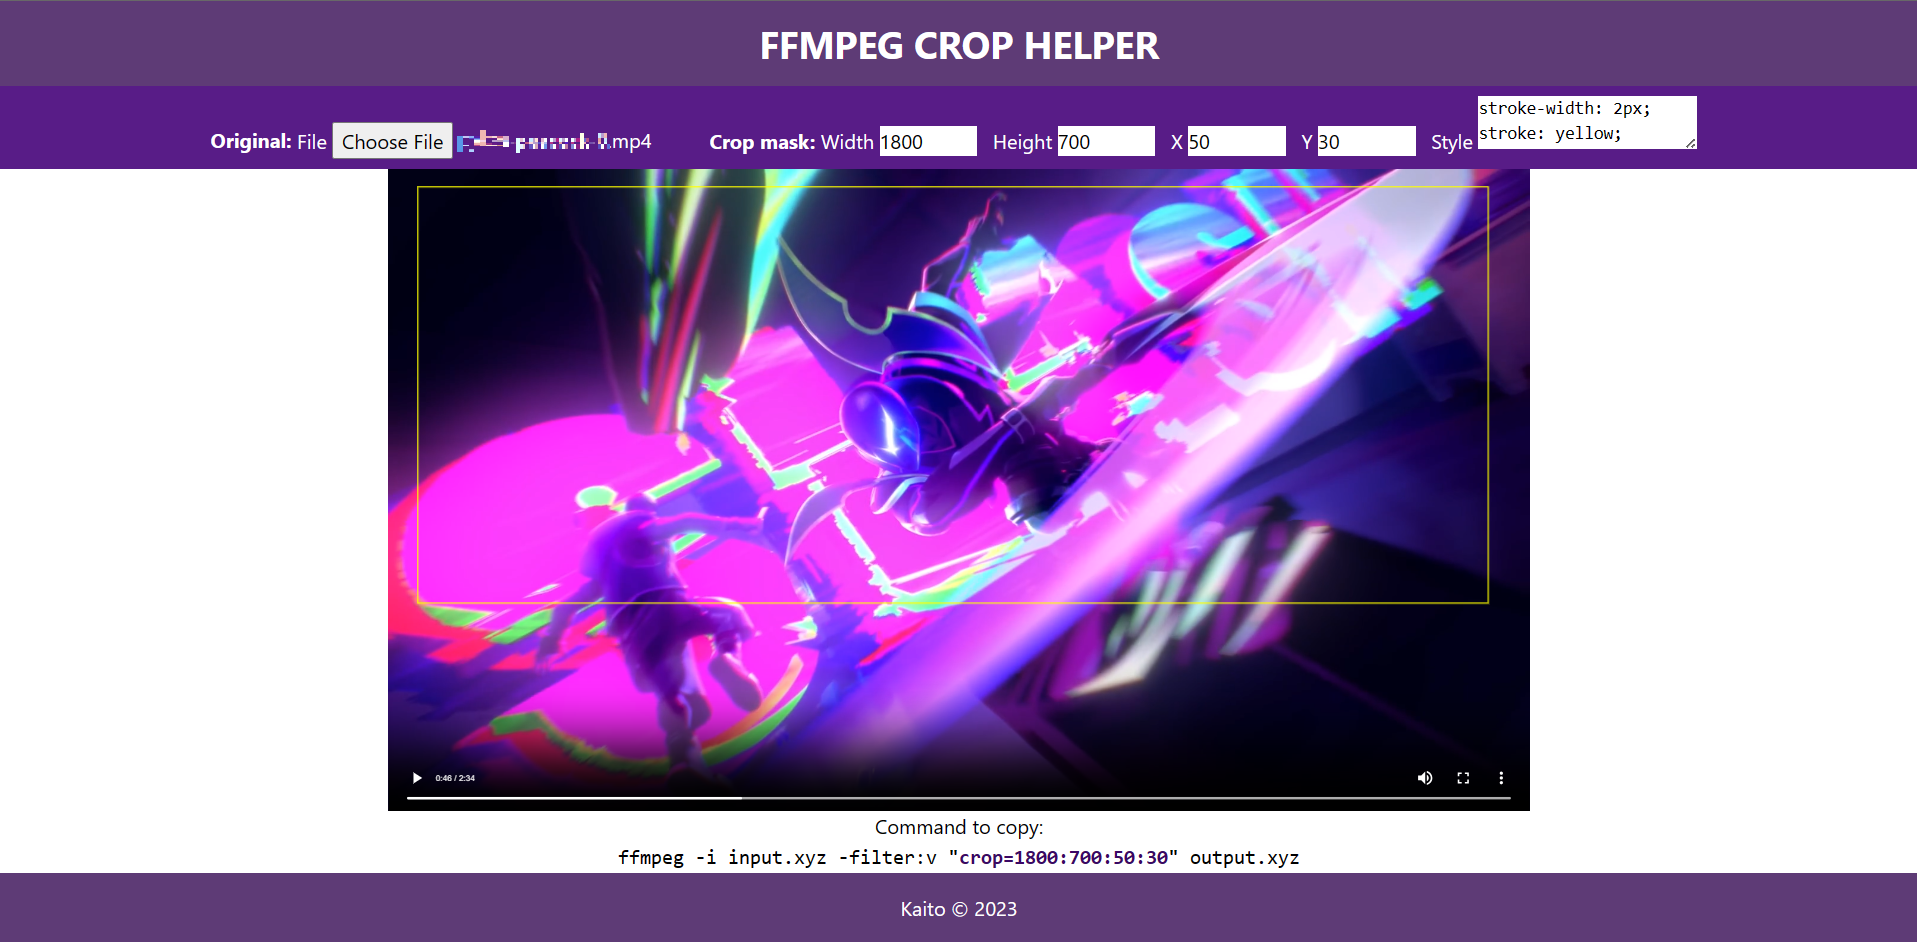 FFMPEG CROP HELPER
Original: File Choose File .mp4 Crop mask: Width 1800 Height 700 X 50 Y 30 Style stroke-width: 2px;
stroke: yellow;
0:46 / 2:34
Command to copy:
ffmpeg -i input.xyz -filter:v "crop=1800:700:50:30" output.xyz
Kaito © 2023